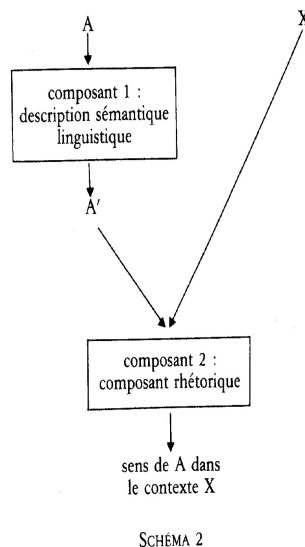 A
X
composant 1 :
description sémantique
linguistique
A′
composant 2 :
composant rhétorique
sens de A dans
le contexte X
SCHÉMA 2